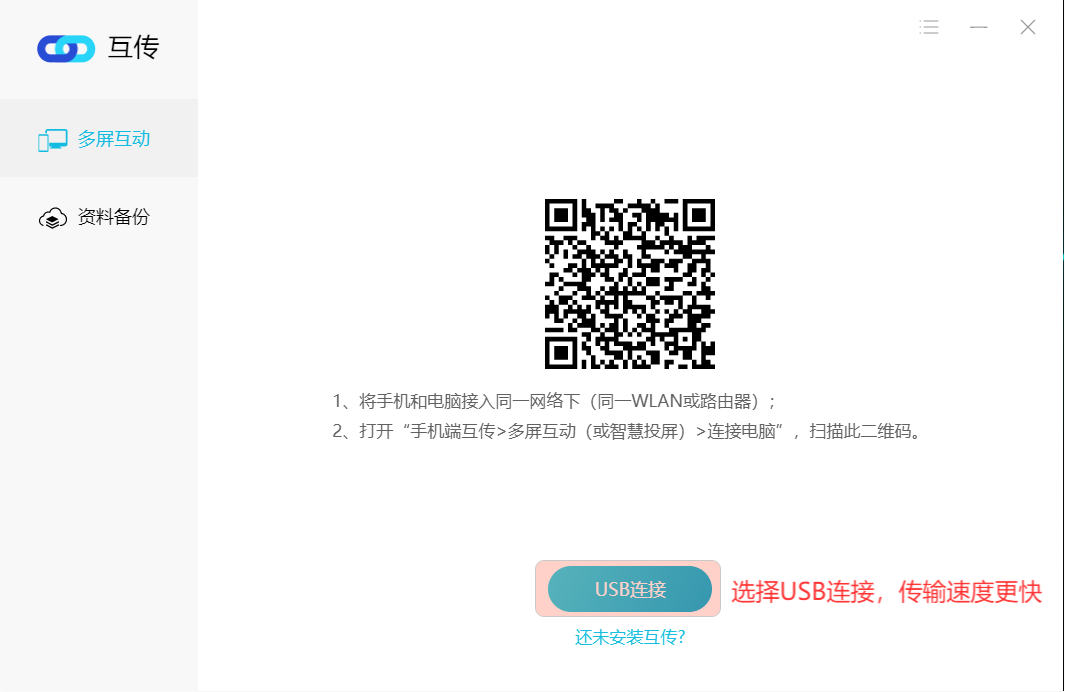 互传
多屏互动
资料备份
1、将手机和电脑接入同一网络下（同一WLAN或路由器）；
2、打开“手机端互传>多屏互动（或智慧投屏）>连接电脑”，扫描此二维码。
USB连接
选择USB连接，传输速度更快
还未安装互传?